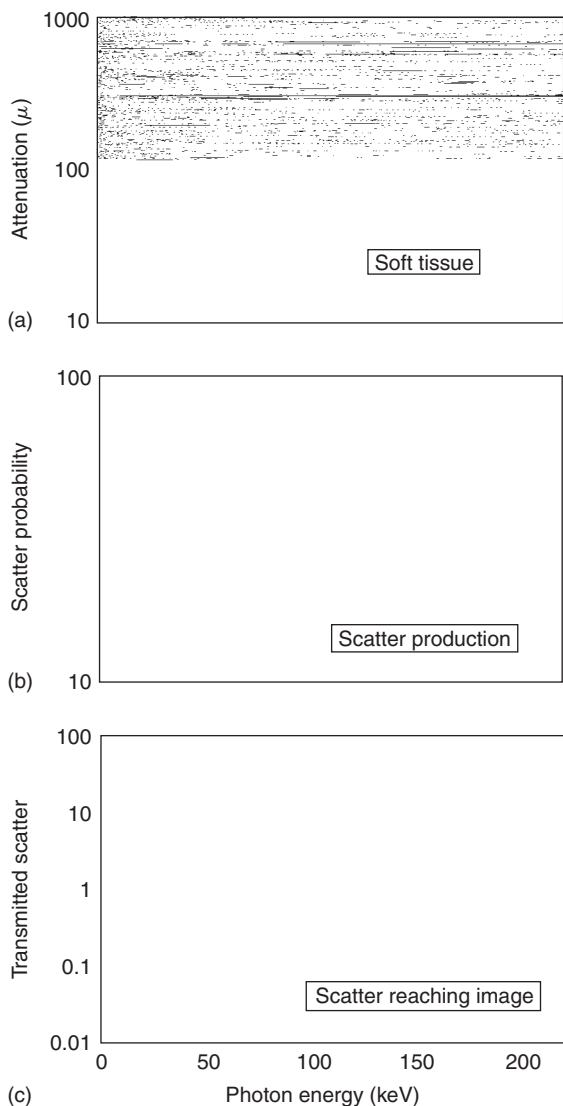 1000
100
10
Attenuation (μ)
Soft tissue
(a)
100
10
Scatter probability
Scatter production
(b)
100
10
1
0.1
0.01
Transmitted scatter
Scatter reaching image
0 50 100 150 200
(c)
Photon energy (keV)